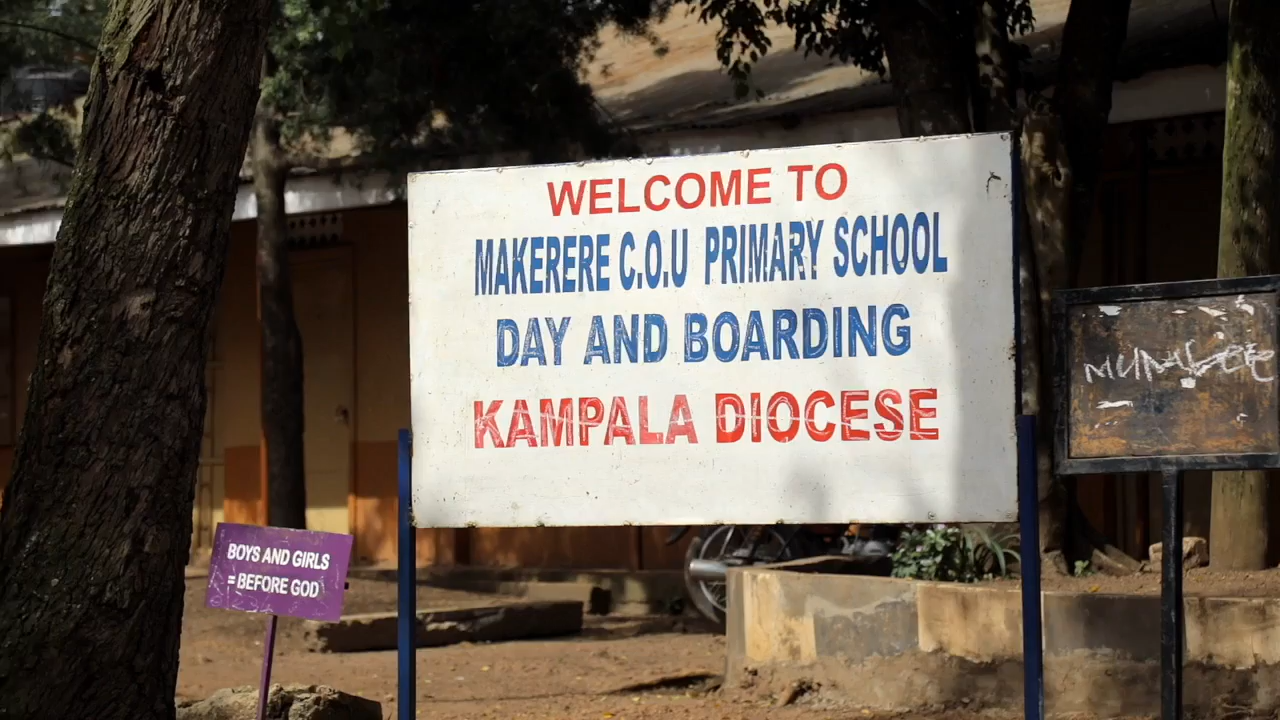 WELCOME TO
MAKERERE C.O.U PRIMARY SCHOOL
DAY AND BOARDING
KAMPALA DIOCESE
BOYS AND GIRLS
= BEFORE GOD